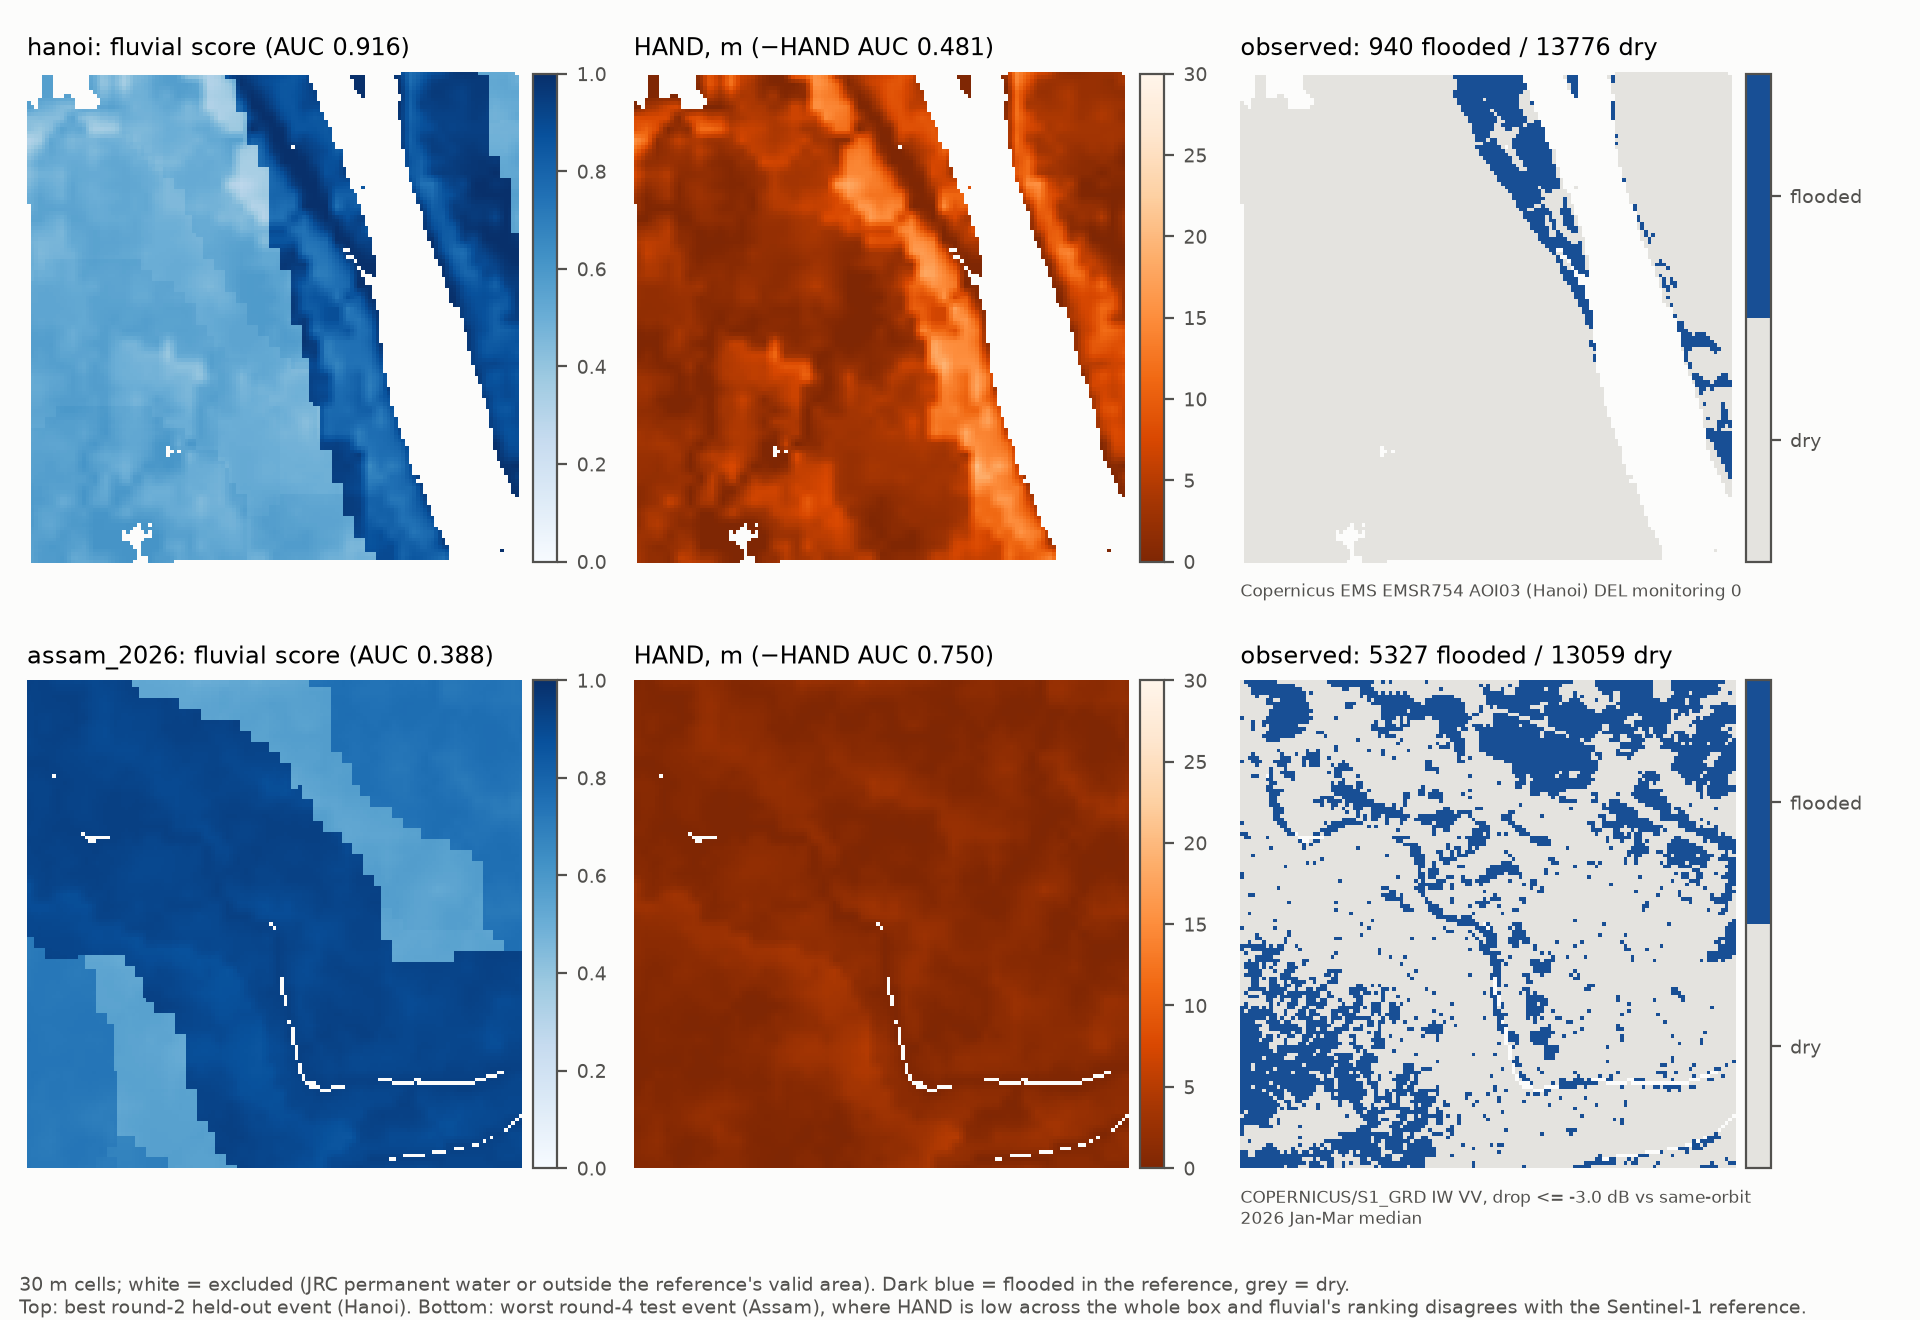 hanoi: fluvial score (AUC 0.916)
HAND, m (−HAND AUC 0.481)
observed: 940 flooded / 13776 dry
1.0
0.8
0.6
0.4
0.2
0.0
30
25
20
15
10
5
0
flooded
dry
Copernicus EMS EMSR754 AOI03 (Hanoi) DEL monitoring 0
assam_2026: fluvial score (AUC 0.388)
HAND, m (−HAND AUC 0.750)
observed: 5327 flooded / 13059 dry
1.0
0.8
0.6
0.4
0.2
0.0
30
25
20
15
10
5
0
flooded
dry
COPERNICUS/S1_GRD IW VV, drop <= -3.0 dB vs same-orbit
2026 Jan-Mar median
30 m cells; white = excluded (JRC permanent water or outside the reference's valid area). Dark blue = flooded in the reference, grey = dry.
Top: best round-2 held-out event (Hanoi). Bottom: worst round-4 test event (Assam), where HAND is low across the whole box and fluvial's ranking disagrees with the Sentinel-1 reference.